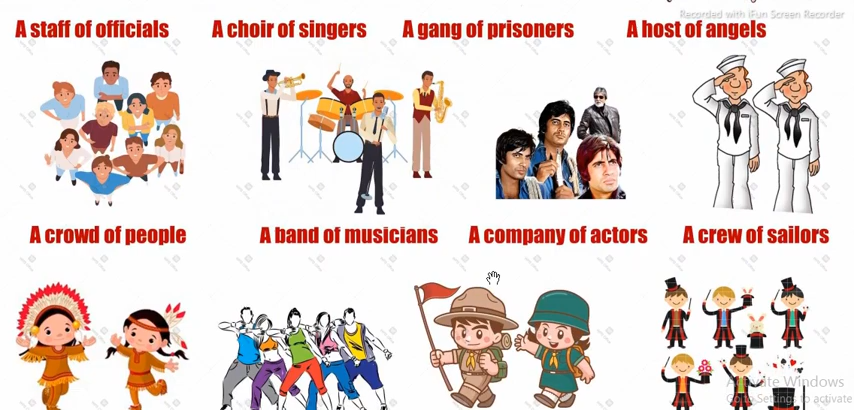 Recorded with iFun Screen Recorder
A staff of officials
A choir of singers
A gang of prisoners
A host of angels
A crowd of people
A band of musicians
A company of actors
A crew of sailors
Activate Windows
Go to Settings to activate